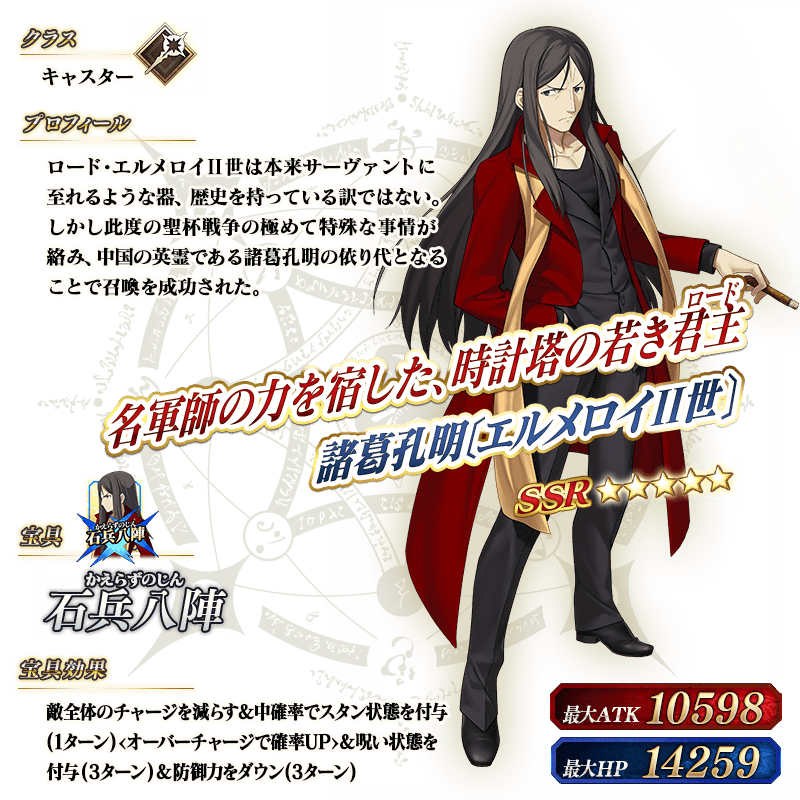 クラス
キャスター
プロフィール
ロード・エルメロイⅡ世は本来サーヴァントに
至れるような器、歴史を持っている訳ではない。
しかし此度の聖杯戦争の極めて特殊な事情が
絡み、中国の英霊である諸葛孔明の依り代となる
ことで召喚を成功された。
ロード
名軍師の力を宿した、時計塔の若き君主
諸葛孔明〔エルメロイⅡ世〕
SSR ☆☆☆☆☆
宝具
かえらずのじん
石兵八陣
かえらずのじん
石兵八陣
宝具効果
敵全体のチャージを減らす&中確率でスタン状態を付与
(1ターン)<オーバーチャージで確率UP>&呪い状態を
付与(3ターン)&防御力をダウン(3ターン)
最大ATK 10598
最大HP 14259